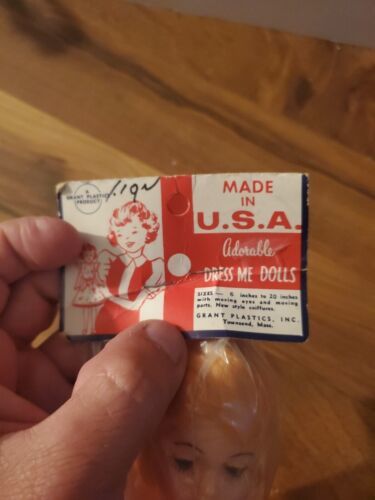 A
GRANT PLASTICS
PRODUCT
1.19
MADE
IN
U.S.A.
Adorable
DRESS ME DOLLS
SIZES — 6 inches to 20 inches
with moving eyes and moving
parts. New style coiffures.
GRANT PLASTICS, INC.
Townsend, Mass.